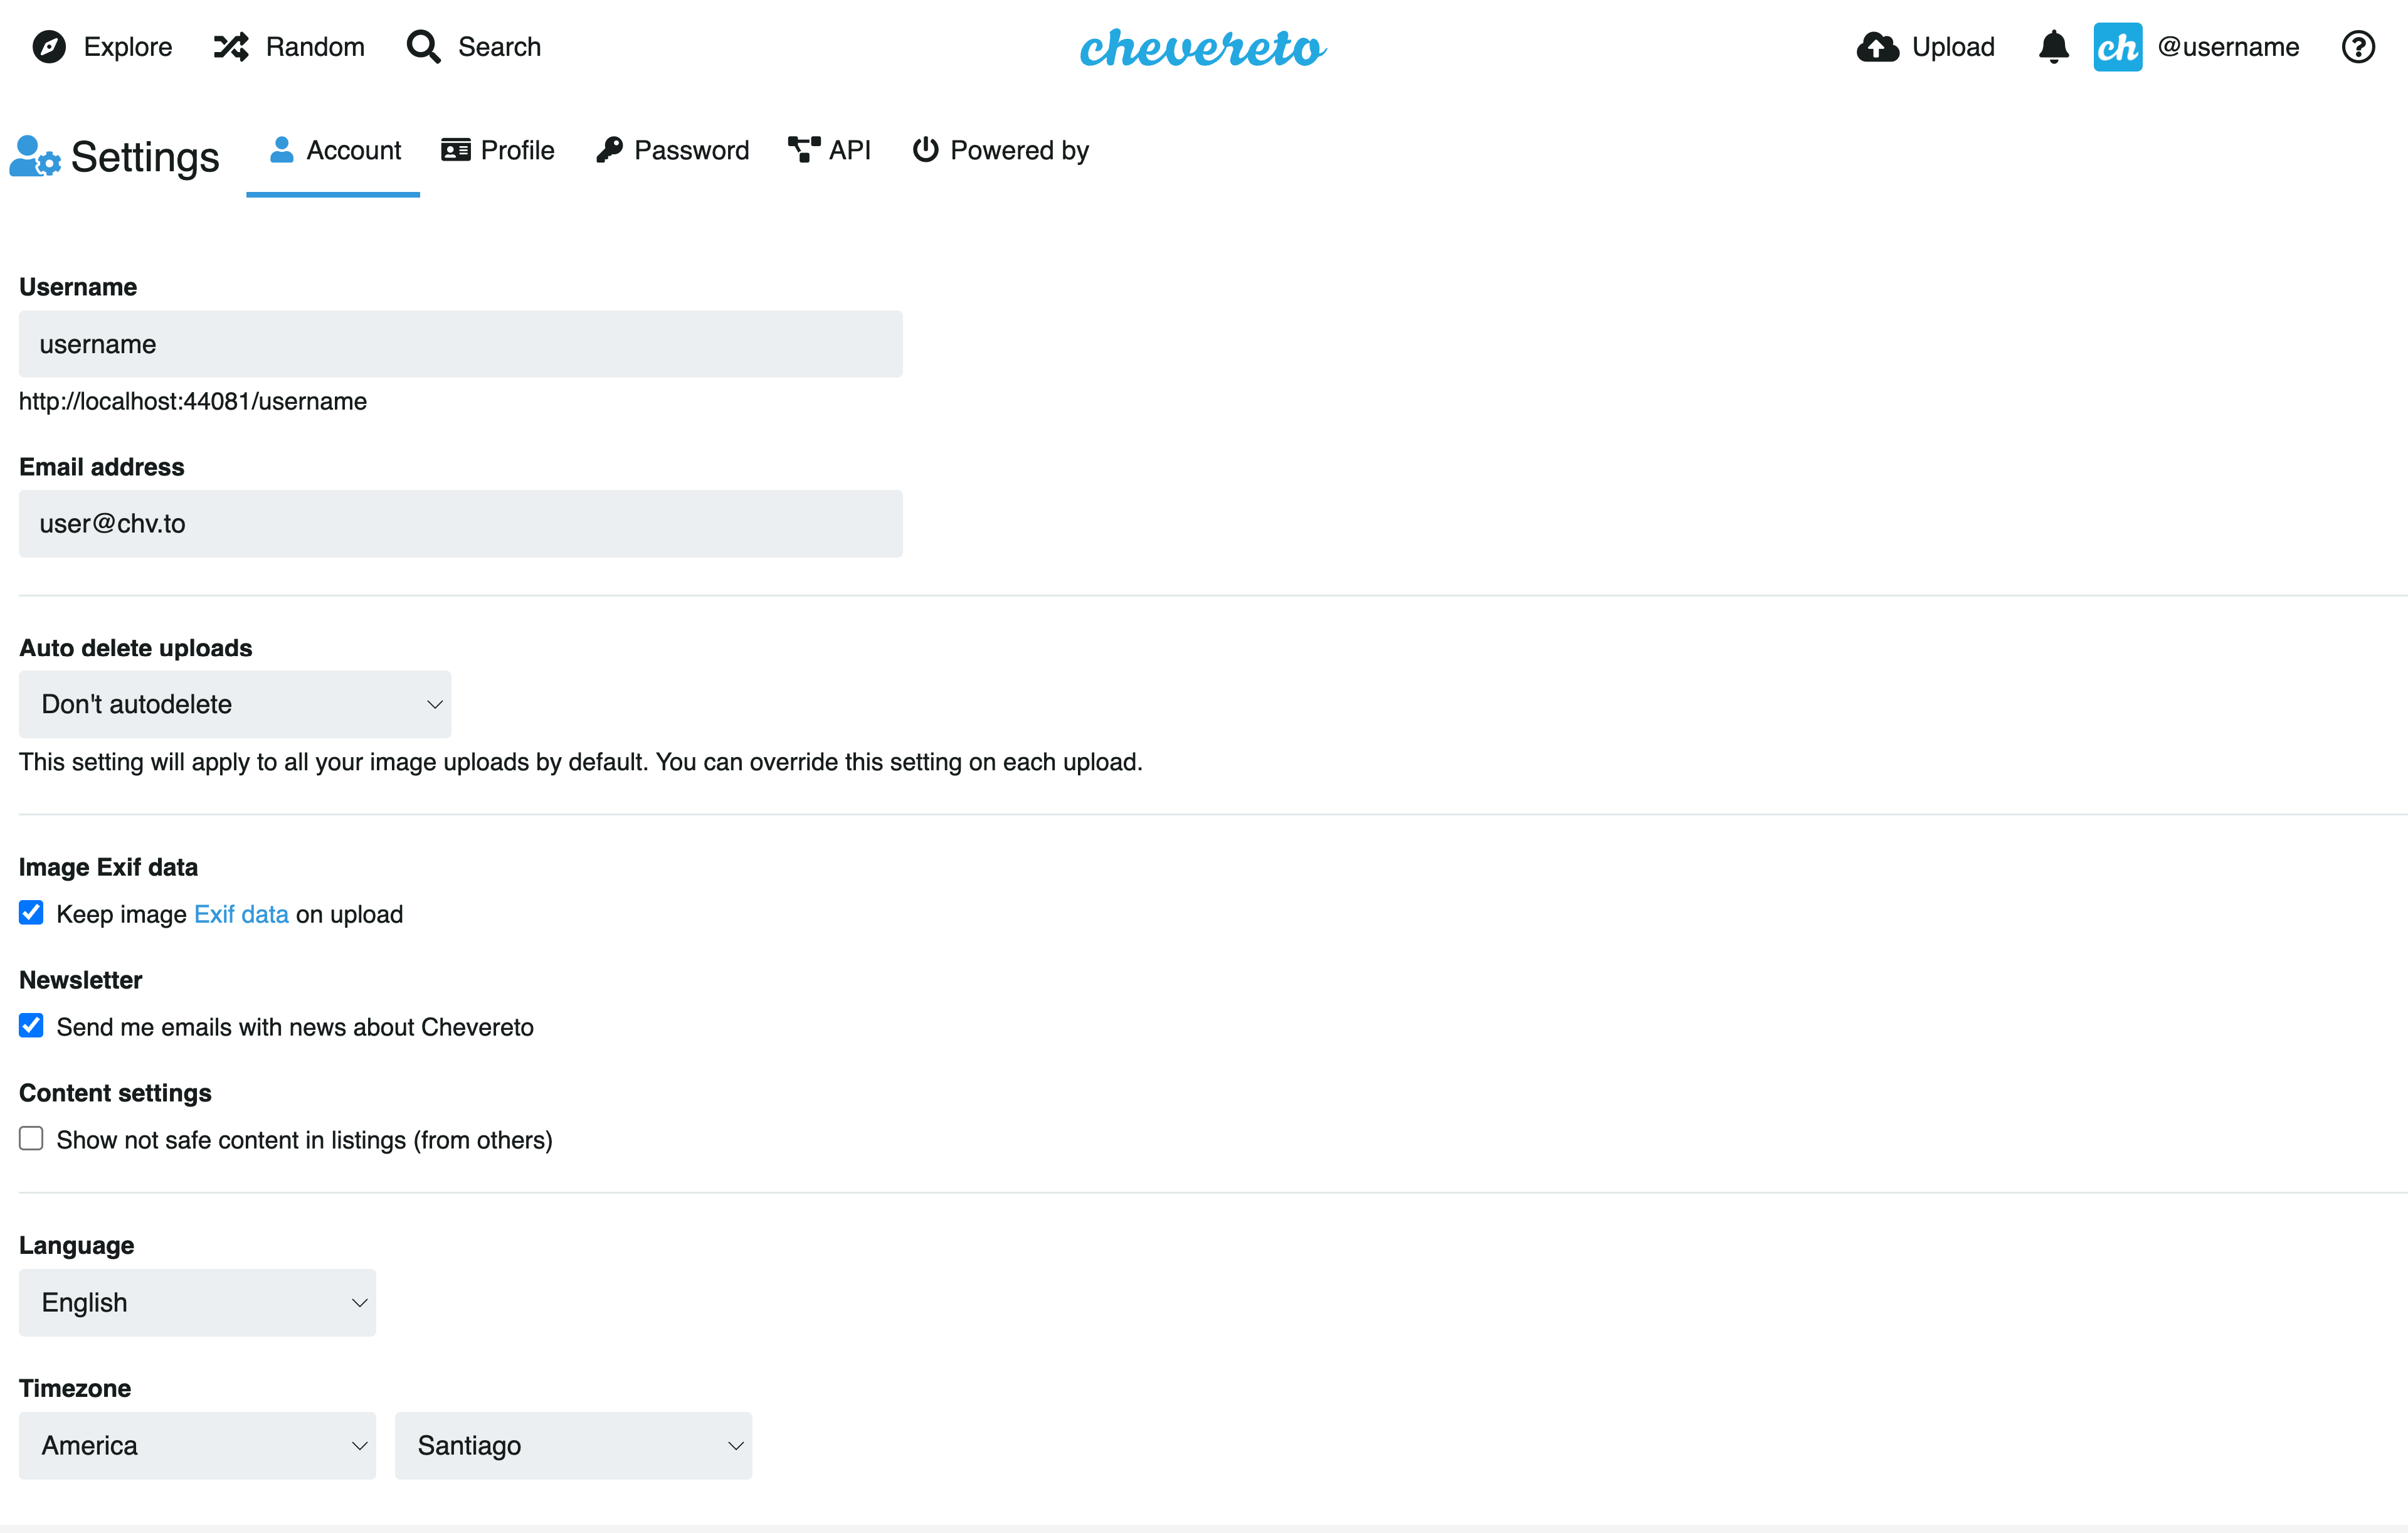 Explore Random Search chevereto Upload ch @username
Settings Account Profile Password API Powered by
Username
username
http://localhost:44081/username
Email address
user@chv.to
Auto delete uploads
Don't autodelete
This setting will apply to all your image uploads by default. You can override this setting on each upload.
Image Exif data
Keep image Exif data on upload
Newsletter
Send me emails with news about Chevereto
Content settings
Show not safe content in listings (from others)
Language
English
Timezone
America Santiago